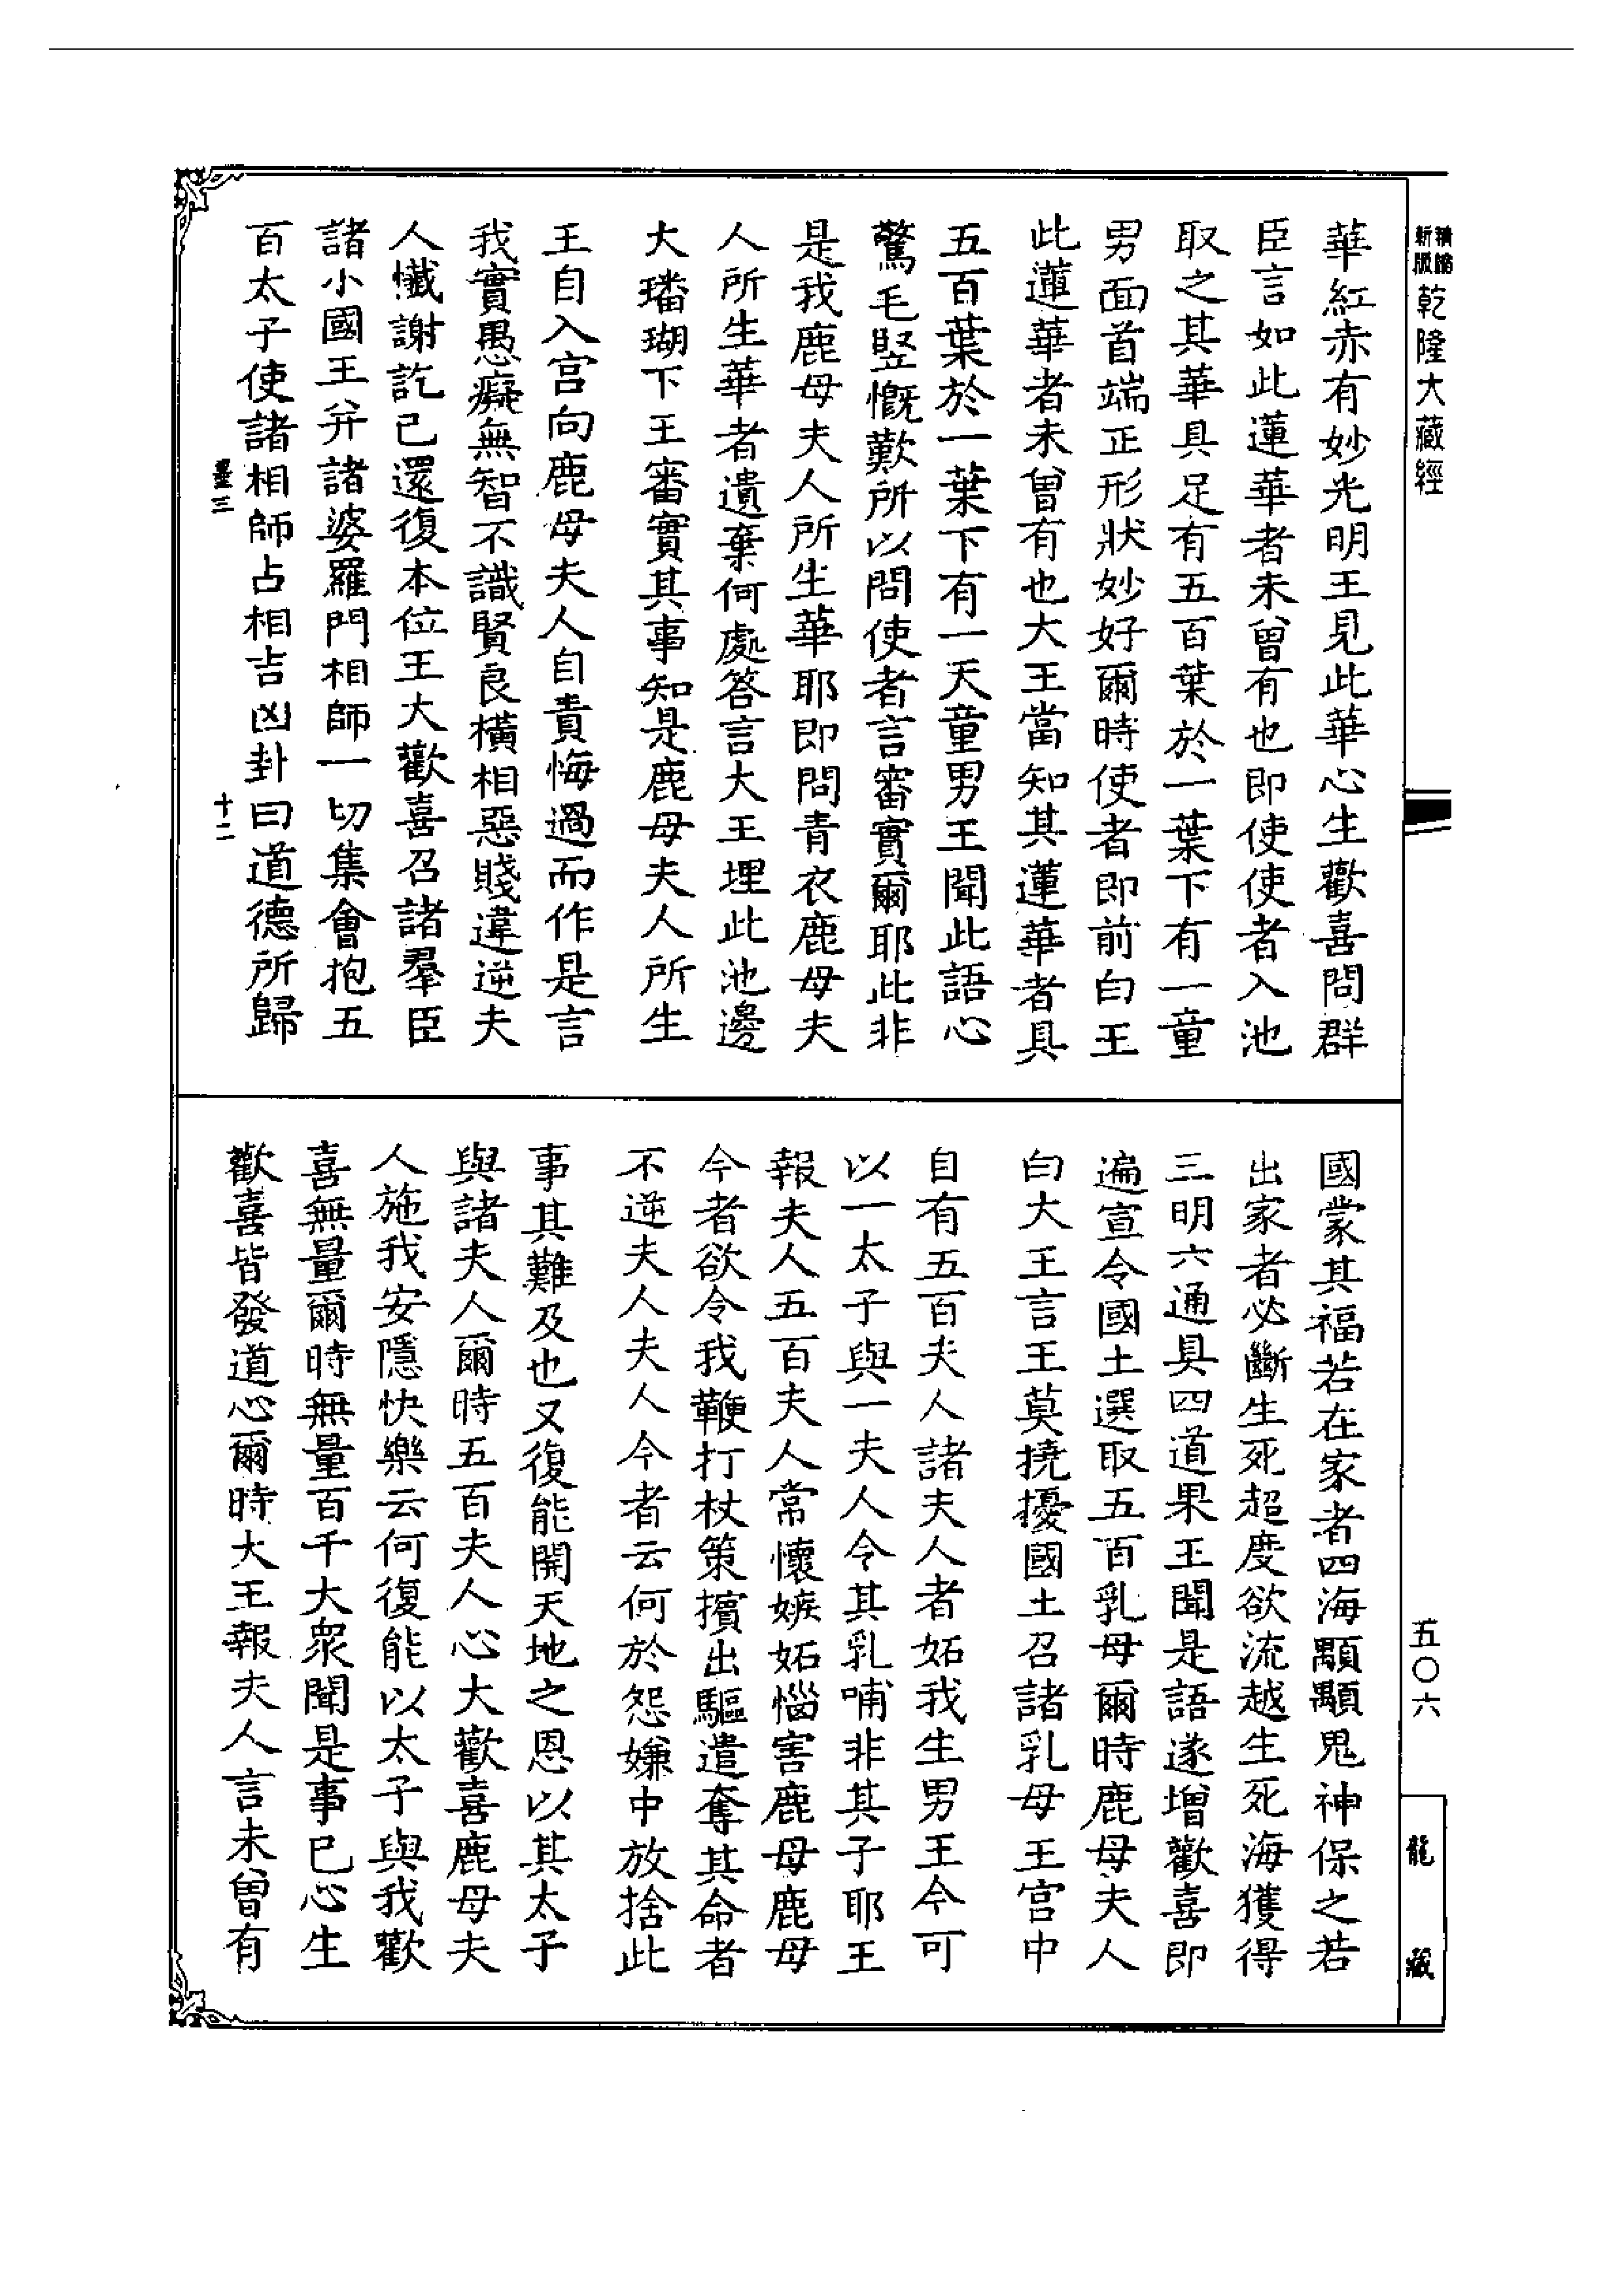 精縮
新版
乾隆大藏經
華紅赤有妙光明王見此華心生歡喜問群
臣言如此蓮華者未曾有也即使使者入池
取之其華具足有五百葉於一葉下有一童
男面首端正形狀妙好爾時使者即前白王
此蓮華者未曾有也大王當知其蓮華者具
五百葉於一葉下有一天童男王聞此語心
驚毛竪慨歎所以問使者言審實爾耶此非
是我鹿母夫人所生華耶即問青衣鹿母夫
人所生華者遺棄何處答言大王埋此池邊
大璠瑚下王審實其事知是鹿母夫人所生
王自入宮向鹿母夫人自責悔過而作是言
我實愚癡無智不識賢良橫相惡賤違逆夫
人懺謝訖已還復本位王大歡喜召諸羣臣
諸小國王并諸婆羅門相師一切集會抱五
百太子使諸相師占相吉凶卦曰道德所歸
墨三
十二
國蒙其福若在家者四海顒顒鬼神保之若
出家者必斷生死超度欲流越生死海獲得
三明六通具四道果王聞是語遂增歡喜即
遍宣令國土選取五百乳母爾時鹿母夫人
白大王言王莫撓擾國土召諸乳母王宮中
自有五百夫人諸夫人者妬我生男王今可
以一太子與一夫人令其乳哺非其子耶王
報夫人五百夫人常懷嫉妬惱害鹿母鹿母
今者欲令我鞭打杖策擯出驅遣奪其命者
不逆夫人夫人今者云何於怨嫌中放捨此
事其難及也又復能開天地之恩以其太子
與諸夫人爾時五百夫人心大歡喜鹿母夫
人施我安隱快樂云何復能以太子與我歡
喜無量爾時無量百千大衆聞是事已心生
歡喜皆發道心爾時大王報夫人言未曾有
五〇六
龍藏